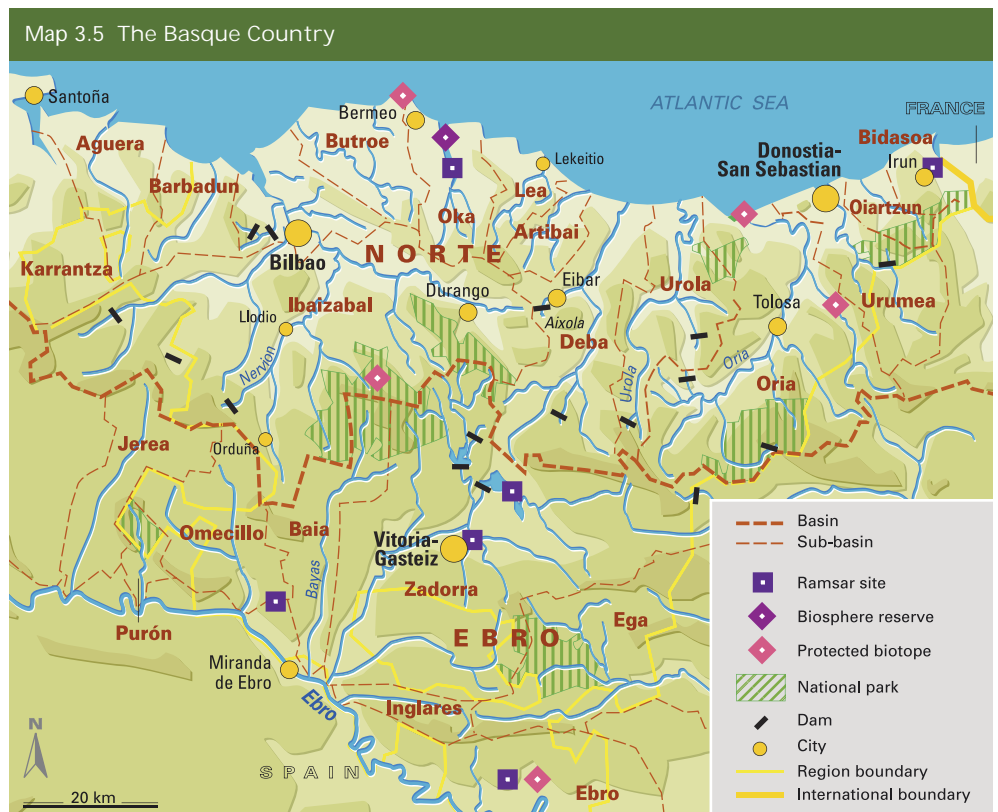 Map 3.5 The Basque Country
Santoña
ATLANTIC SEA
FRANCE
Bermeo
Aguera
Butroe
Bidasoa
Donostia-
San Sebastian
Irun
Lekeitio
Barbadun
Lea
Oiartzun
Oka
Artibai
NORTE
Bilbao
Karrantza
Ibaizabal
Durango
Eibar
Urola
Tolosa
Urumea
Llodio
Aixola
Deba
Nervion
Urola
Oria
Oria
Jerea
Orduña
Omecillo
Baia
Vitoria-
Gasteiz
Bayas
Zadorra
Ega
Purón
EBRO
Miranda
de Ebro
Ebro
Inglares
SPAIN
Ebro
N
20 km
Basin
Sub-basin
Ramsar site
Biosphere reserve
Protected biotope
National park
Dam
City
Region boundary
International boundary